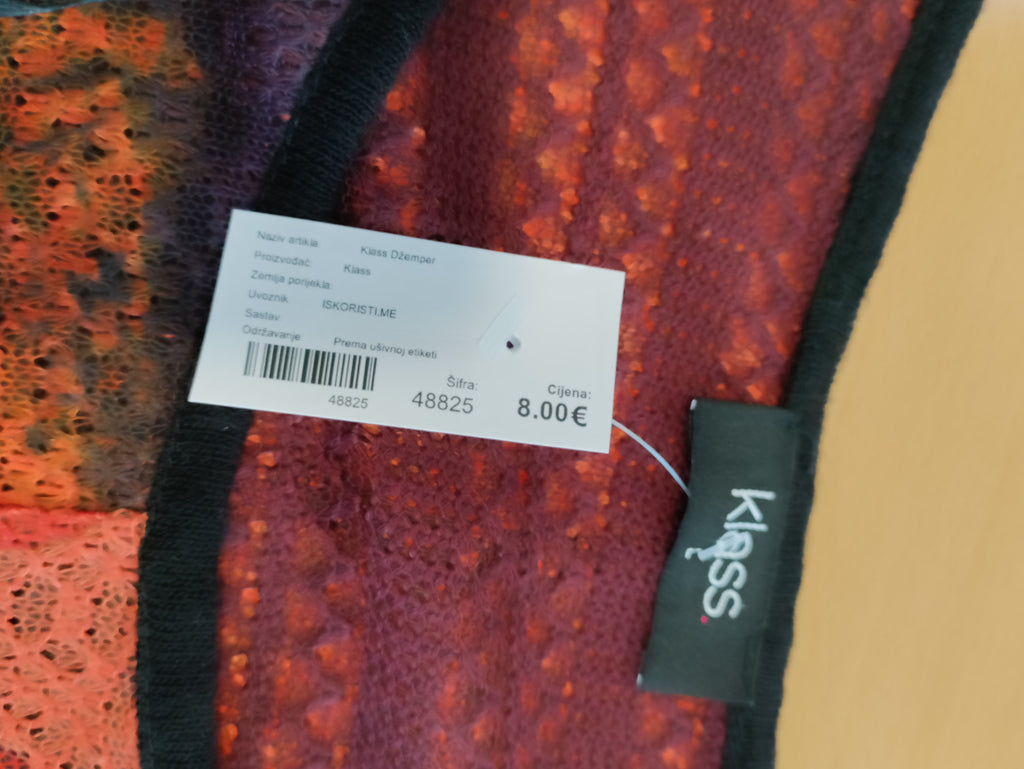 Naziv artikla Klass Džemper
Proizvođač: Klass
Zemlja porijekla
Uvoznik ISKORISTI.ME
Sastav
Održavanje: Prema ušivnoj etiketi
48825
Šifra:
48825
Cijena:
8.00€
klass.